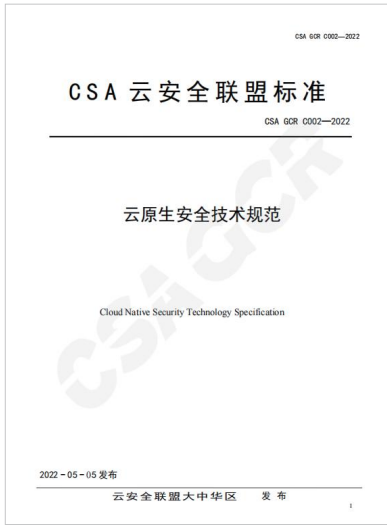 CSA GCR C002—2022
CSA 云安全联盟标准
CSA GCR C002—2022
云原生安全技术规范
Cloud Native Security Technology Specification
CSA GCR
2022－05－05 发布
云安全联盟大中华区 发 布
1